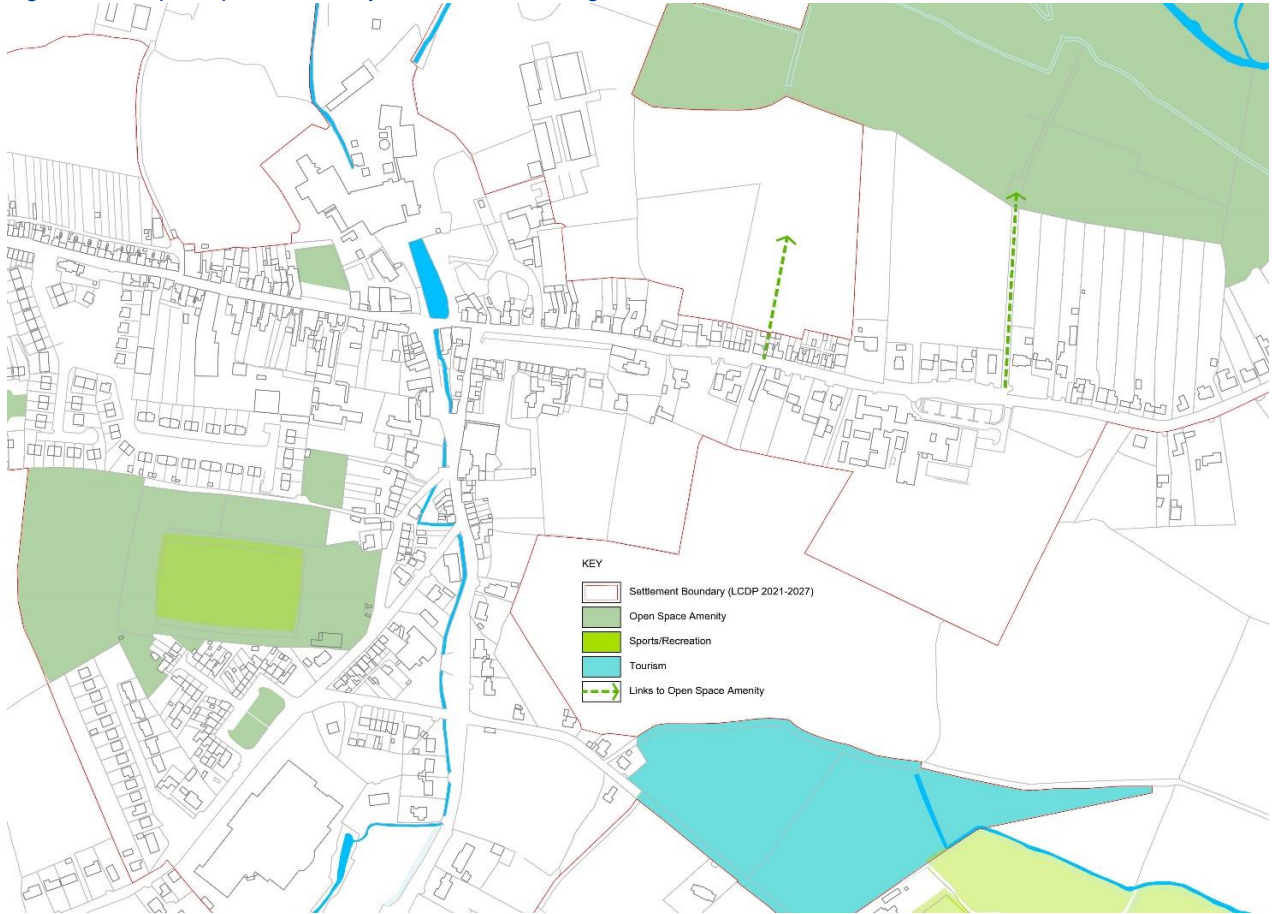 KEY
Settlement Boundary (LCDP 2021-2027)
Open Space Amenity
Sports/Recreation
Tourism
Links to Open Space Amenity